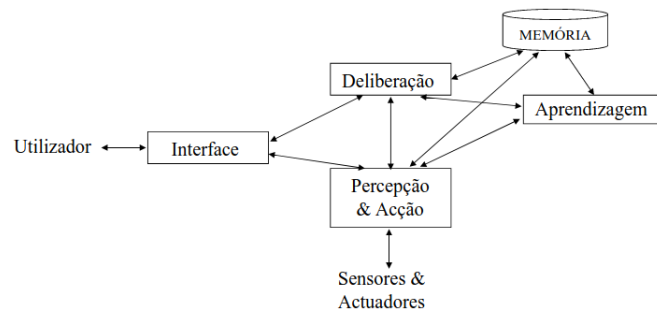 MEMÓRIA
Deliberação
Aprendizagem
Utilizador
Interface
Percepção
& Acção
Sensores &
Actuadores